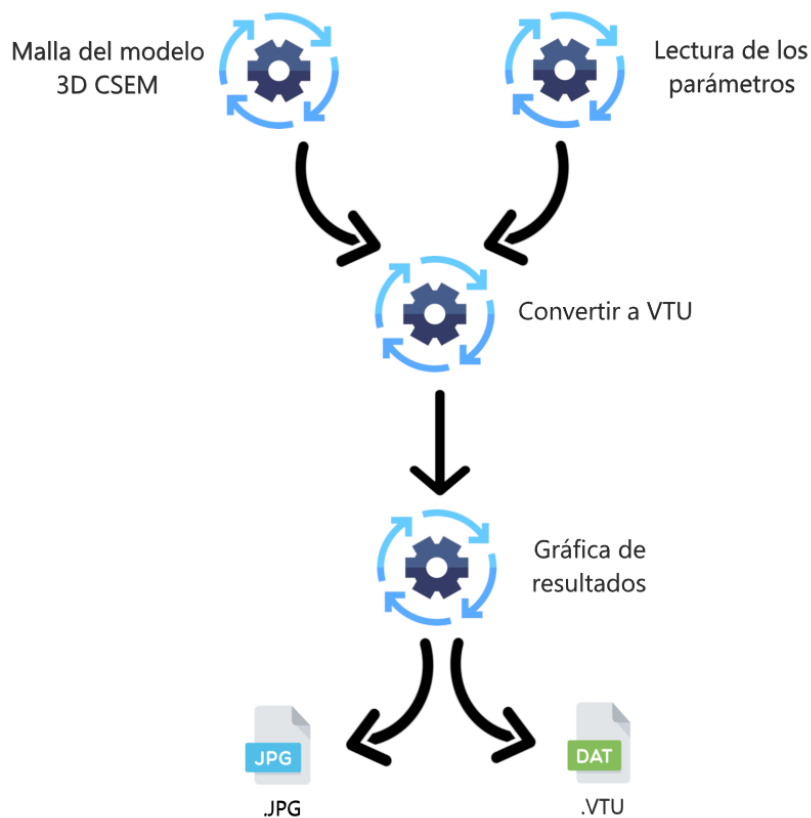 Malla del modelo
3D CSEM
Lectura de los
parámetros
Convertir a VTU
Gráfica de
resultados
JPG
.JPG
DAT
.VTU